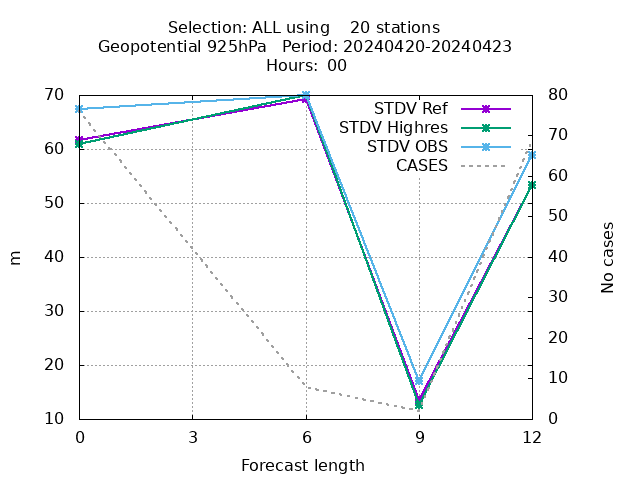 Selection: ALL using    20 stations
Geopotential 925hPa   Period: 20240420-20240423
Hours: 00
70 80
STDV Ref
STDV Highres
STDV OBS
CASES
60
50
40
30
20
10
70
60
50
40
30
20
10
0
m
No cases
0 3 6 9 12
Forecast length